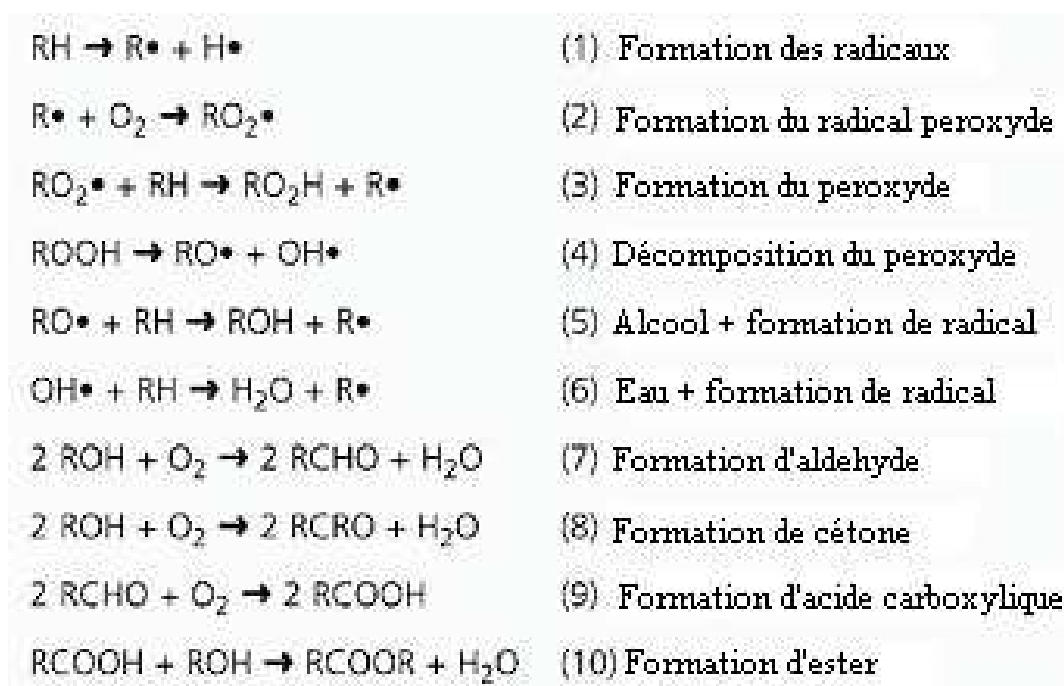 RH → R• + H• (1) Formation des radicaux
R• + O₂ → RO₂• (2) Formation du radical peroxyde
RO₂• + RH → RO₂H + R• (3) Formation du peroxyde
ROOH → RO• + OH• (4) Décomposition du peroxyde
RO• + RH → ROH + R• (5) Alcool + formation de radical
OH• + RH → H₂O + R• (6) Eau + formation de radical
2 ROH + O₂ → 2 RCHO + H₂O (7) Formation d'aldehyde
2 ROH + O₂ → 2 RCRO + H₂O (8) Formation de cétone
2 RCHO + O₂ → 2 RCOOH (9) Formation d'acide carboxylique
RCOOH + ROH → RCOOR + H₂O (10) Formation d'ester